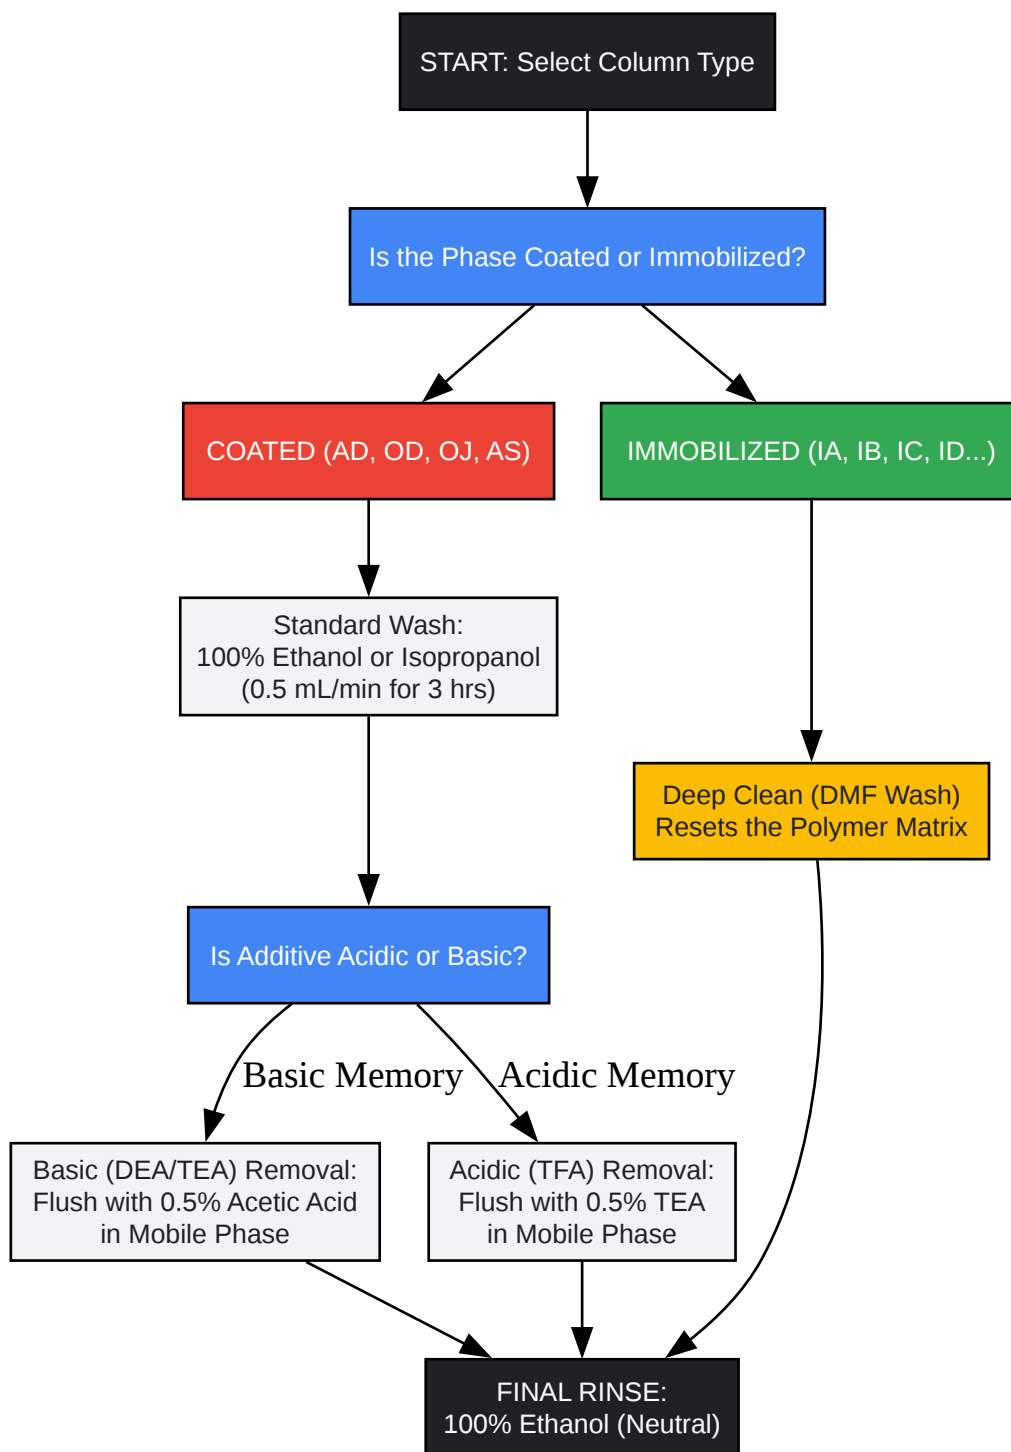 START: Select Column Type
Is the Phase Coated or Immobilized?
COATED (AD, OD, OJ, AS)
IMMOBILIZED (IA, IB, IC, ID...)
Standard Wash:
100% Ethanol or Isopropanol
(0.5 mL/min for 3 hrs)
Deep Clean (DMF Wash)
Resets the Polymer Matrix
Is Additive Acidic or Basic?
Basic Memory
Acidic Memory
Basic (DEA/TEA) Removal:
Flush with 0.5% Acetic Acid
in Mobile Phase
Acidic (TFA) Removal:
Flush with 0.5% TEA
in Mobile Phase
FINAL RINSE:
100% Ethanol (Neutral)